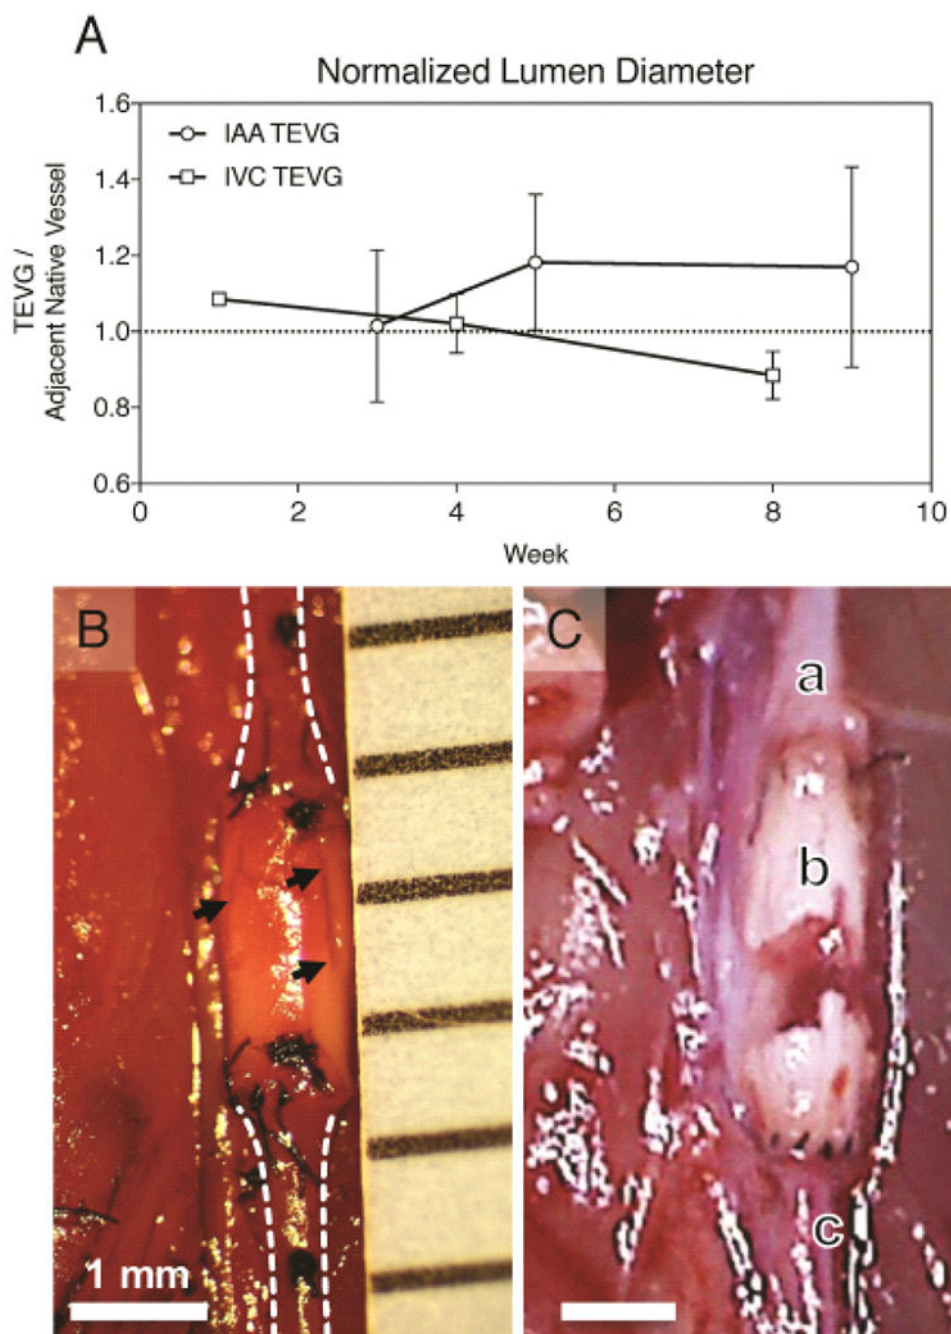 A
Normalized Lumen Diameter
TEVG /
Adjacent Native Vessel
1.6
1.4
1.2
1.0
0.8
0.6
IAA TEVG
IVC TEVG
0
2
4
6
8
10
Week
B
1 mm
C
a
b
c